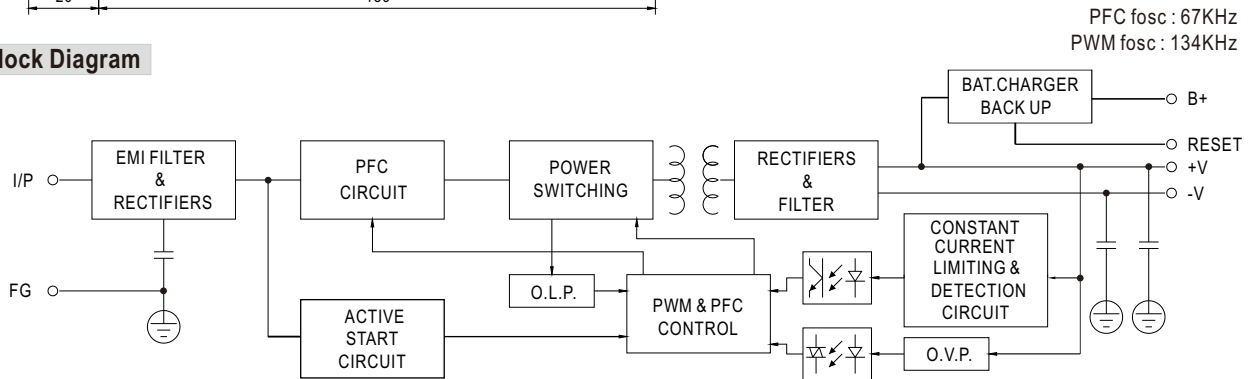 PFC fosc : 67KHz
PWM fosc : 134KHz
lock Diagram
BAT.CHARGER
BACK UP
B+
RESET
+V
-V
I/P
EMI FILTER
&
RECTIFIERS
PFC
CIRCUIT
POWER
SWITCHING
RECTIFIERS
&
FILTER
FG
O.L.P.
PWM & PFC
CONTROL
CONSTANT
CURRENT
LIMITING &
DETECTION
CIRCUIT
ACTIVE
START
CIRCUIT
O.V.P.